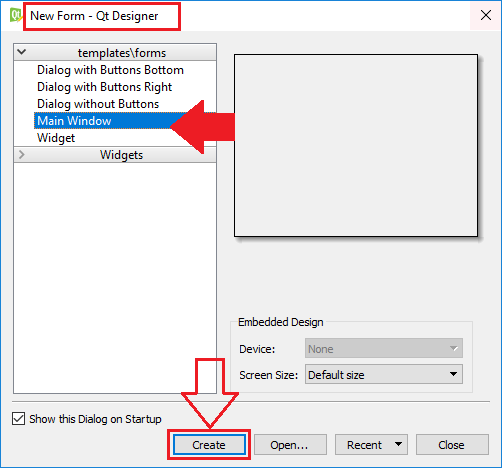 New Form - Qt Designer
templates\forms
Dialog with Buttons Bottom
Dialog with Buttons Right
Dialog without Buttons
Main Window
Widget
Widgets
Embedded Design
Device: None
Screen Size: Default size
Show this Dialog on Startup
Create Open... Recent Close